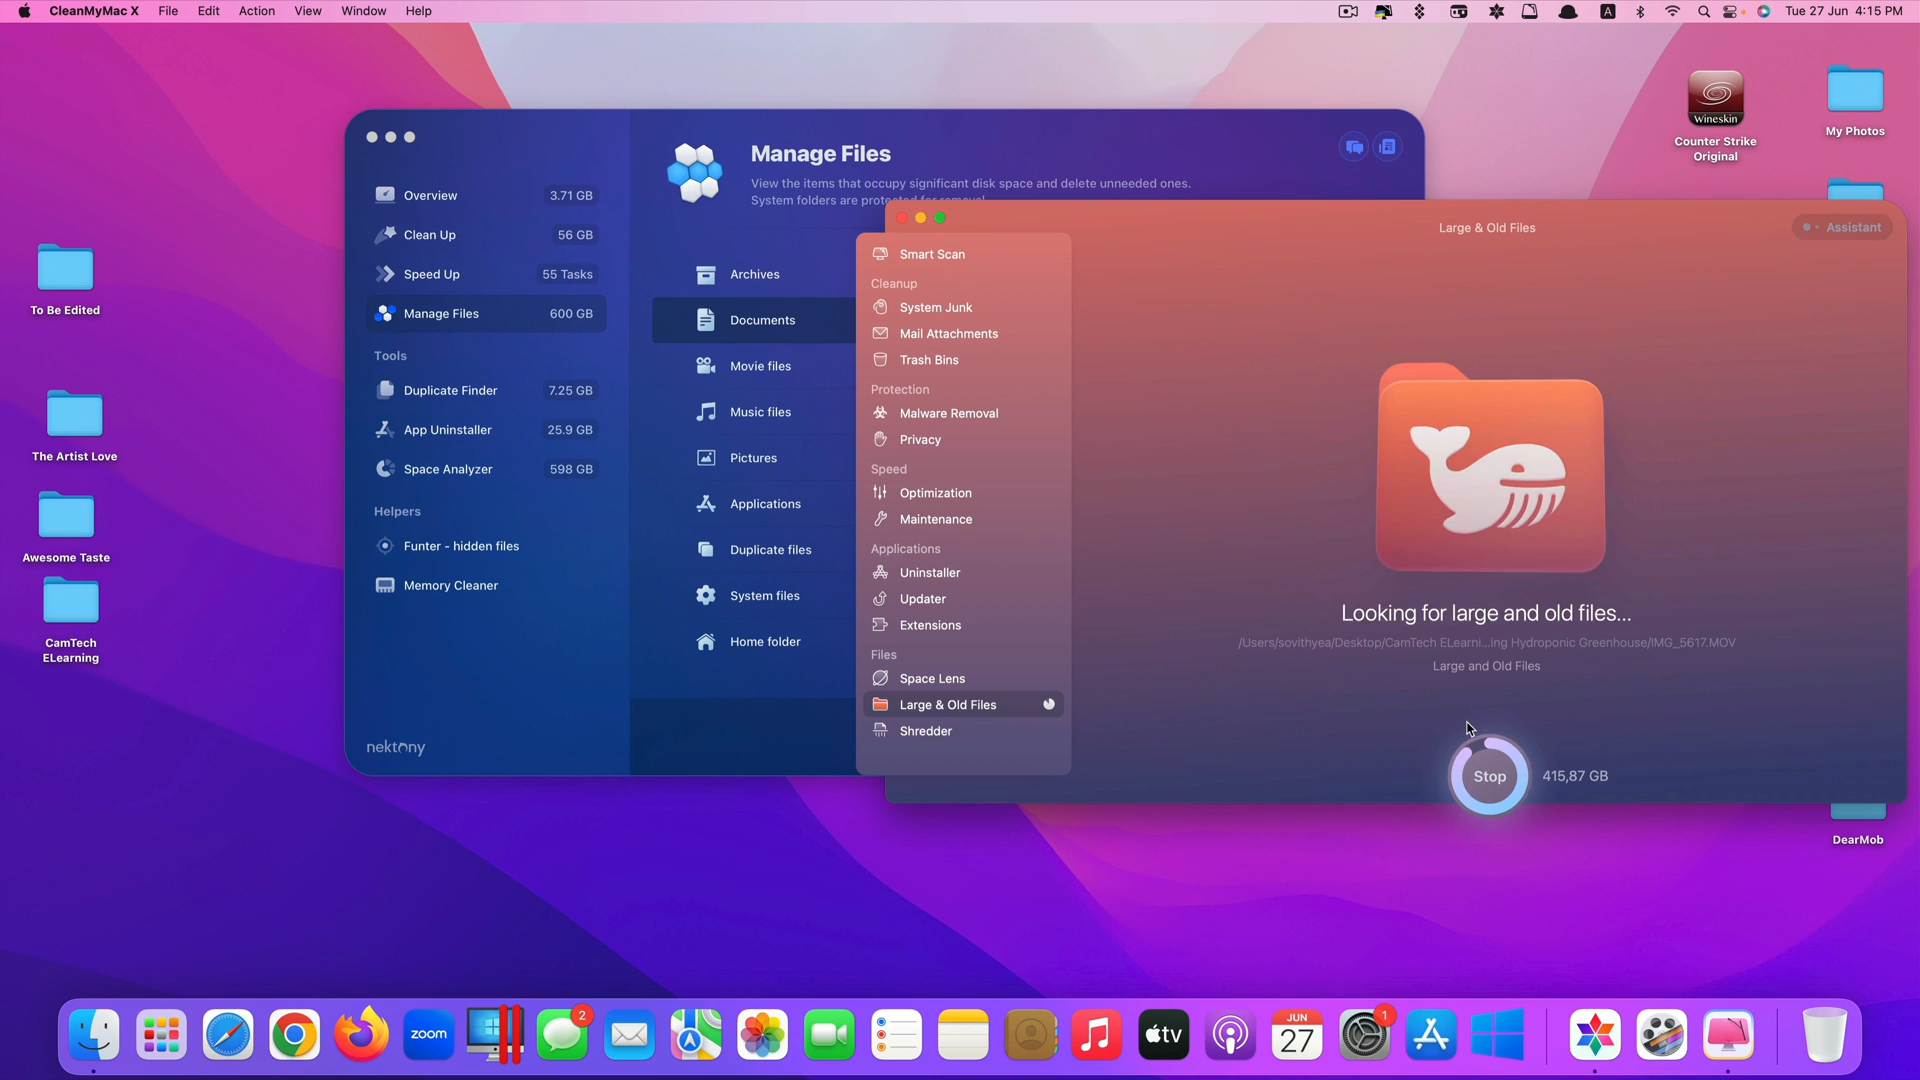 CleanMyMac X File Edit Action View Window Help
A
Tue 27 Jun 4:15 PM
Wineskin
Counter Strike
Original
My Photos
To Be Edited
The Artist Love
Awesome Taste
CamTech
ELearning
DearMob
Overview 3.71 GB
Clean Up 56 GB
Speed Up 55 Tasks
Manage Files 600 GB
Tools
Duplicate Finder 7.25 GB
App Uninstaller 25.9 GB
Space Analyzer 598 GB
Helpers
Funter - hidden files
Memory Cleaner
nektony
Manage Files
View the items that occupy significant disk space and delete unneeded ones.
System folders are protected for removal.
Archives
Documents
Movie files
Music files
Pictures
Applications
Duplicate files
System files
Home folder
Smart Scan
Cleanup
System Junk
Mail Attachments
Trash Bins
Protection
Malware Removal
Privacy
Speed
Optimization
Maintenance
Applications
Uninstaller
Updater
Extensions
Files
Space Lens
Large & Old Files
Shredder
Large & Old Files
Assistant
Looking for large and old files...
/Users/sovithyea/Desktop/CamTech ELearni...ing Hydroponic Greenhouse/IMG_5617.MOV
Large and Old Files
Stop 415,87 GB
zoom
2
tv
JUN
27
1